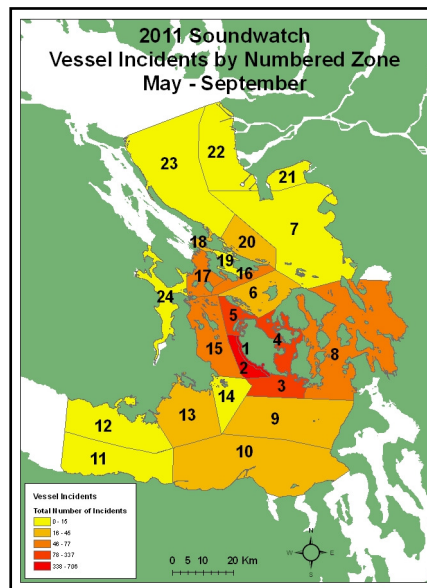 2011 Soundwatch
Vessel Incidents by Numbered Zone
May - September
22
23
21
7
18
20
19
17
16
24
6
5
4
1
15
8
2
3
14
13
12
9
11
10
Vessel Incidents
Total Number of Incidents
0 - 15
16 - 45
46 - 77
78 - 337
338 - 706
N
W E
S
0 5 10 20 Km